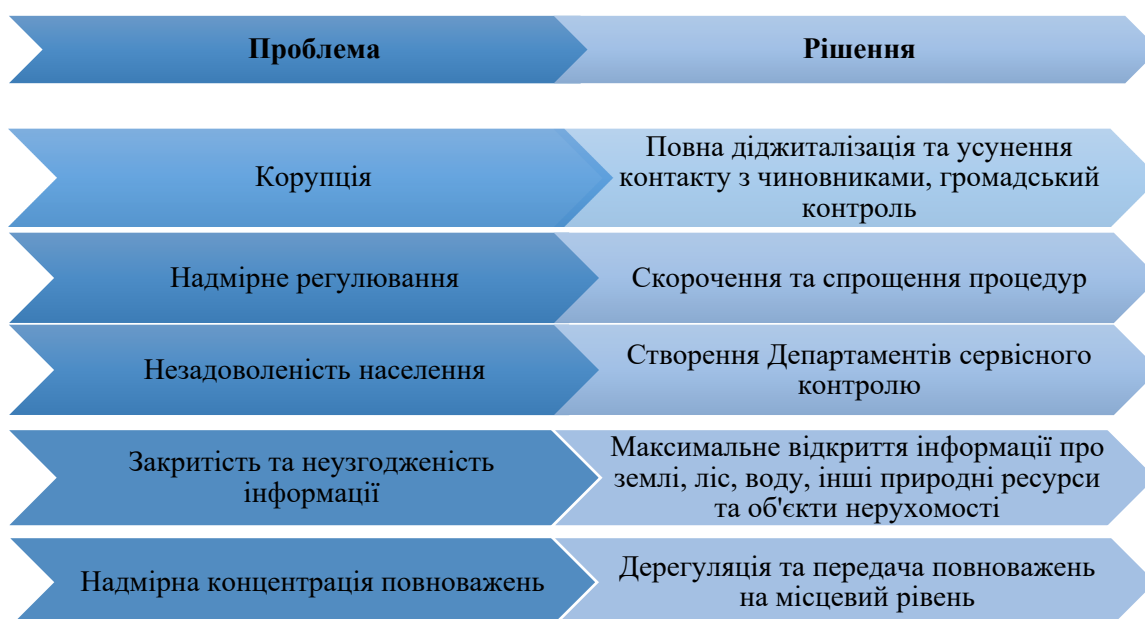 Проблема
Рішення
Корупція
Повна діджиталізація та усунення
контакту з чиновниками, громадський
контроль
Надмірне регулювання
Скорочення та спрощення процедур
Незадоволеність населення
Створення Департаментів сервісного
контролю
Закритість та неузгодженість
інформації
Максимальне відкриття інформації про
землі, ліс, воду, інші природні ресурси
та об'єкти нерухомості
Надмірна концентрація повноважень
Дерегуляція та передача повноважень
на місцевий рівень